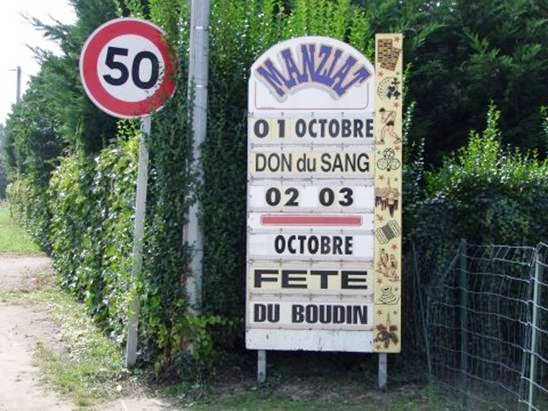 50
MANZIAT
01 OCTOBRE
DON du SANG
02 03
OCTOBRE
FETE
DU BOUDIN